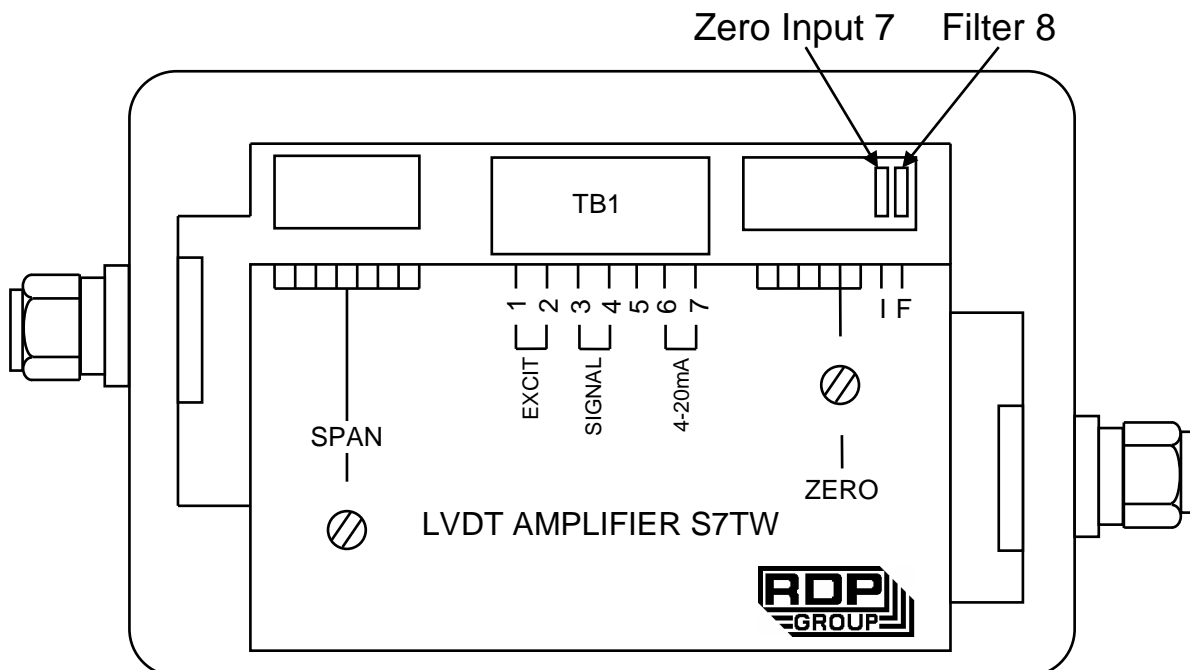 Zero Input 7 Filter 8
TB1
1 2 3 4 5 6 7
I F
EXCIT
SIGNAL
4-20mA
SPAN
ZERO
LVDT AMPLIFIER S7TW
RDP
GROUP